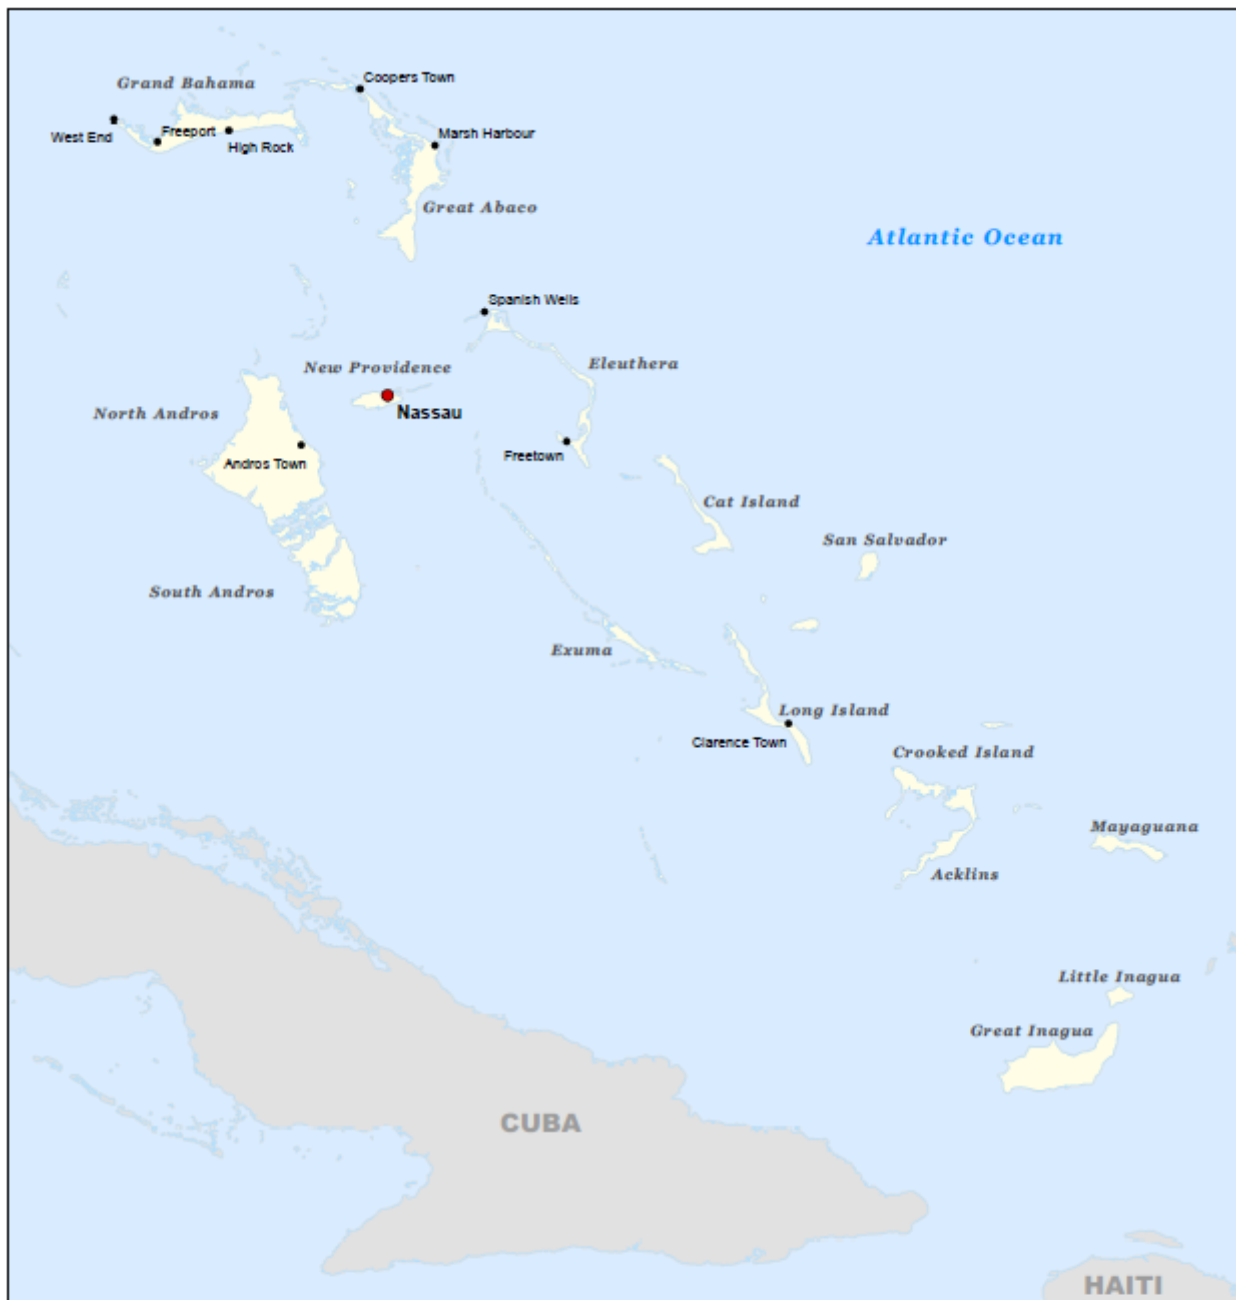 Coopers Town
Grand Bahama
West End
Freeport
High Rock
Marsh Harbour
Great Abaco
Atlantic Ocean
Spanish Wells
New Providence
Eleuthera
North Andros
Nassau
Freetown
Andros Town
Cat Island
San Salvador
South Andros
Exuma
Long Island
Clarence Town
Crooked Island
Mayaguana
Acklins
Little Inagua
Great Inagua
CUBA
HAITI